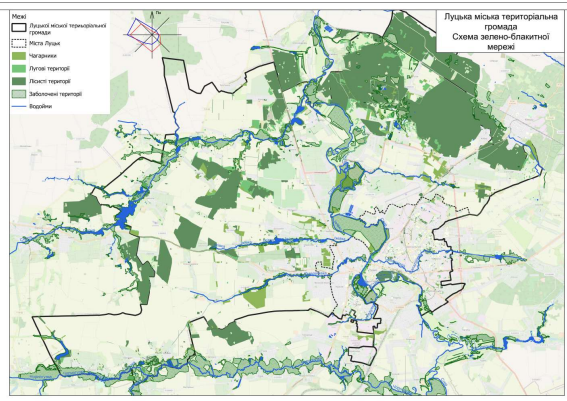 Луцька міська територіальна
громада
Схема зелено-блакитної
мережі
Межі
Луцької міської територіальної
громади
Міста Луцьк
Чагарники
Лугові території
Лісисті території
Заболочені території
Водойми
Пн